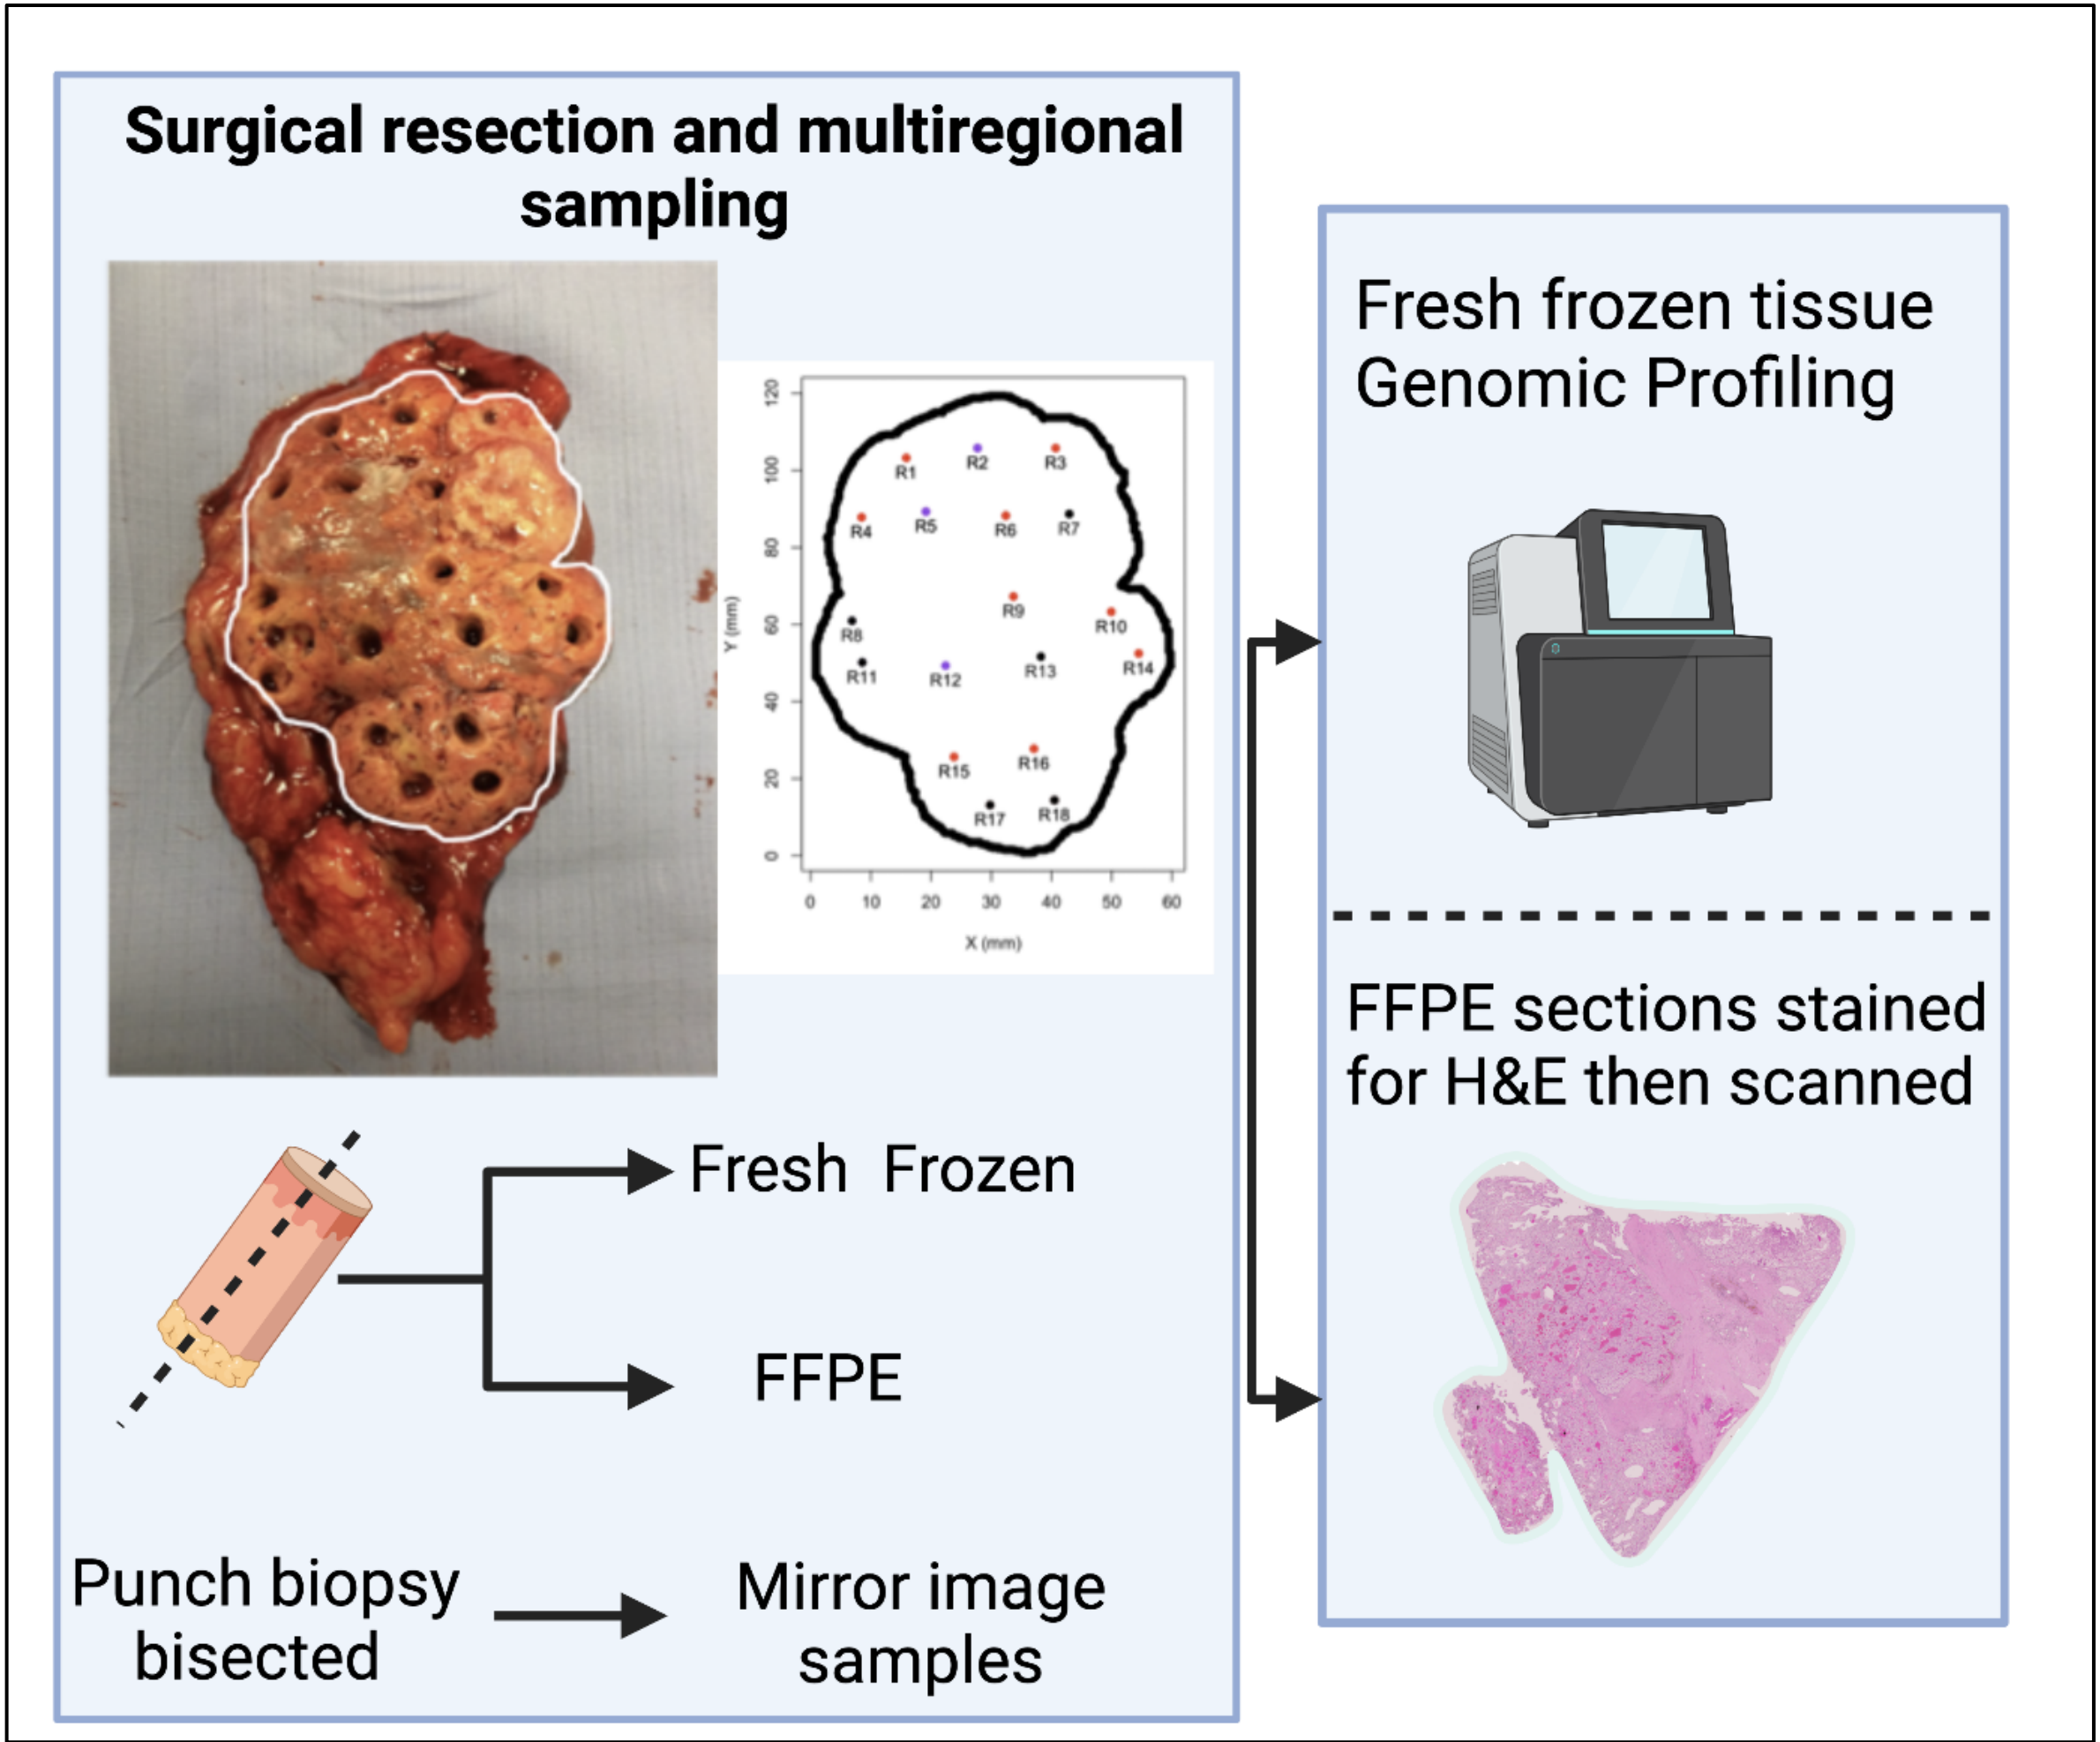 Surgical resection and multiregional
sampling
120
100
80
60
40
20
0
Y (mm)
R1
R2
R3
R4
R5
R6
R7
R8
R9
R10
R11
R12
R13
R14
R15
R16
R17
R18
0 10 20 30 40 50 60
X (mm)
Fresh Frozen
FFPE
Punch biopsy
bisected
Mirror image
samples
Fresh frozen tissue
Genomic Profiling
FFPE sections stained
for H&E then scanned